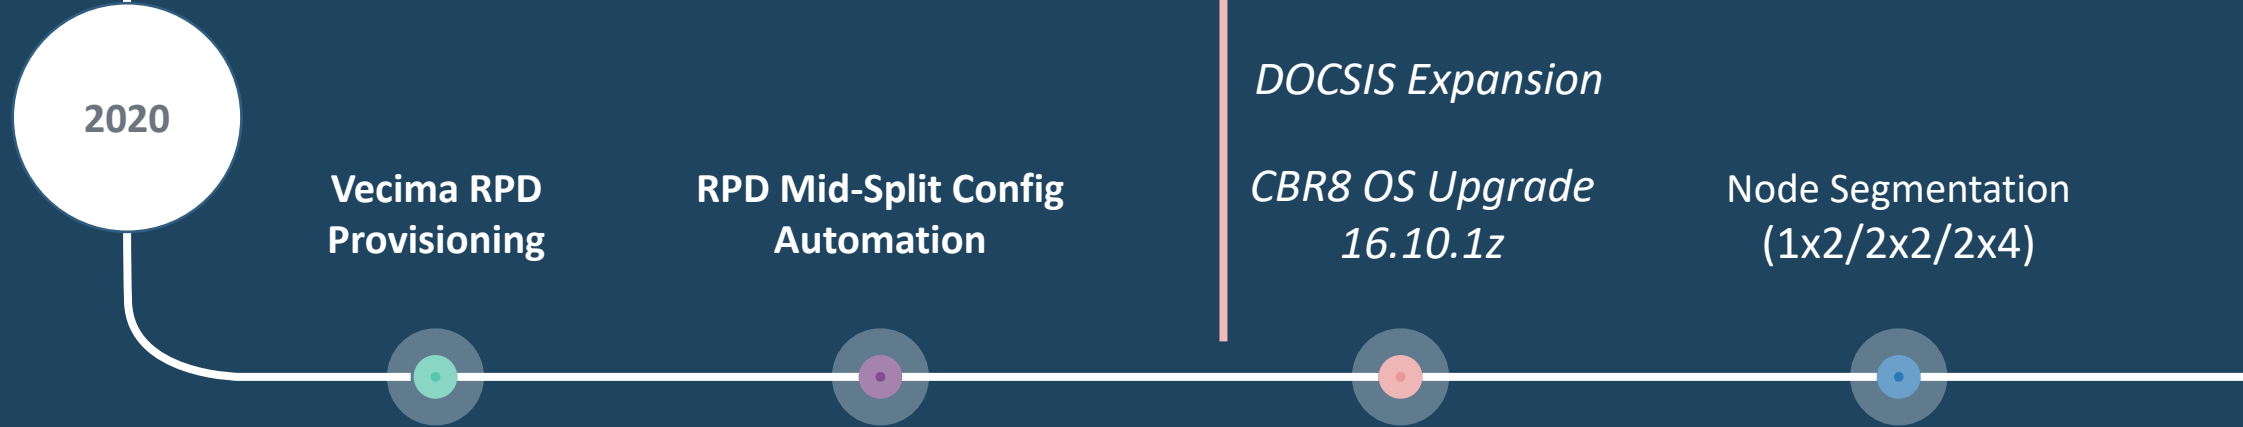 2020
Vecima RPD
Provisioning
RPD Mid-Split Config
Automation
DOCSIS Expansion
CBR8 OS Upgrade
16.10.1z
Node Segmentation
(1x2/2x2/2x4)